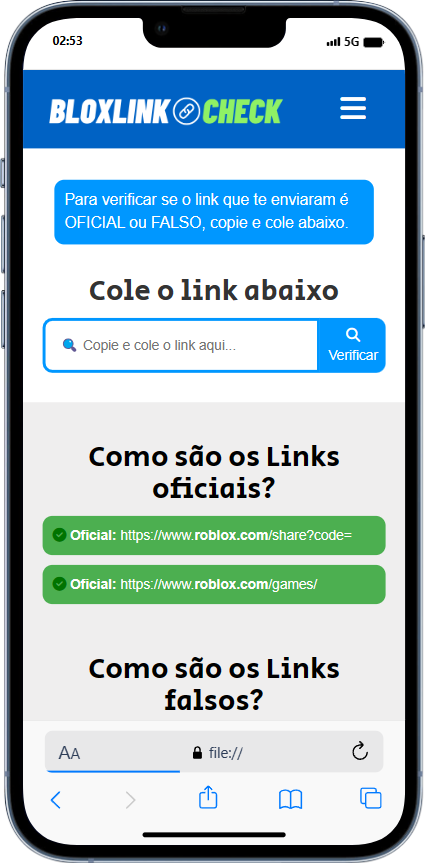 02:53
5G
BLOXLINK CHECK
Para verificar se o link que te enviaram é
OFICIAL ou FALSO, copie e cole abaixo.
Cole o link abaixo
Copie e cole o link aqui...
Verificar
Como são os Links
oficiais?
Oficial: https://www.roblox.com/share?code=
Oficial: https://www.roblox.com/games/
Como são os Links
falsos?
AA
file://